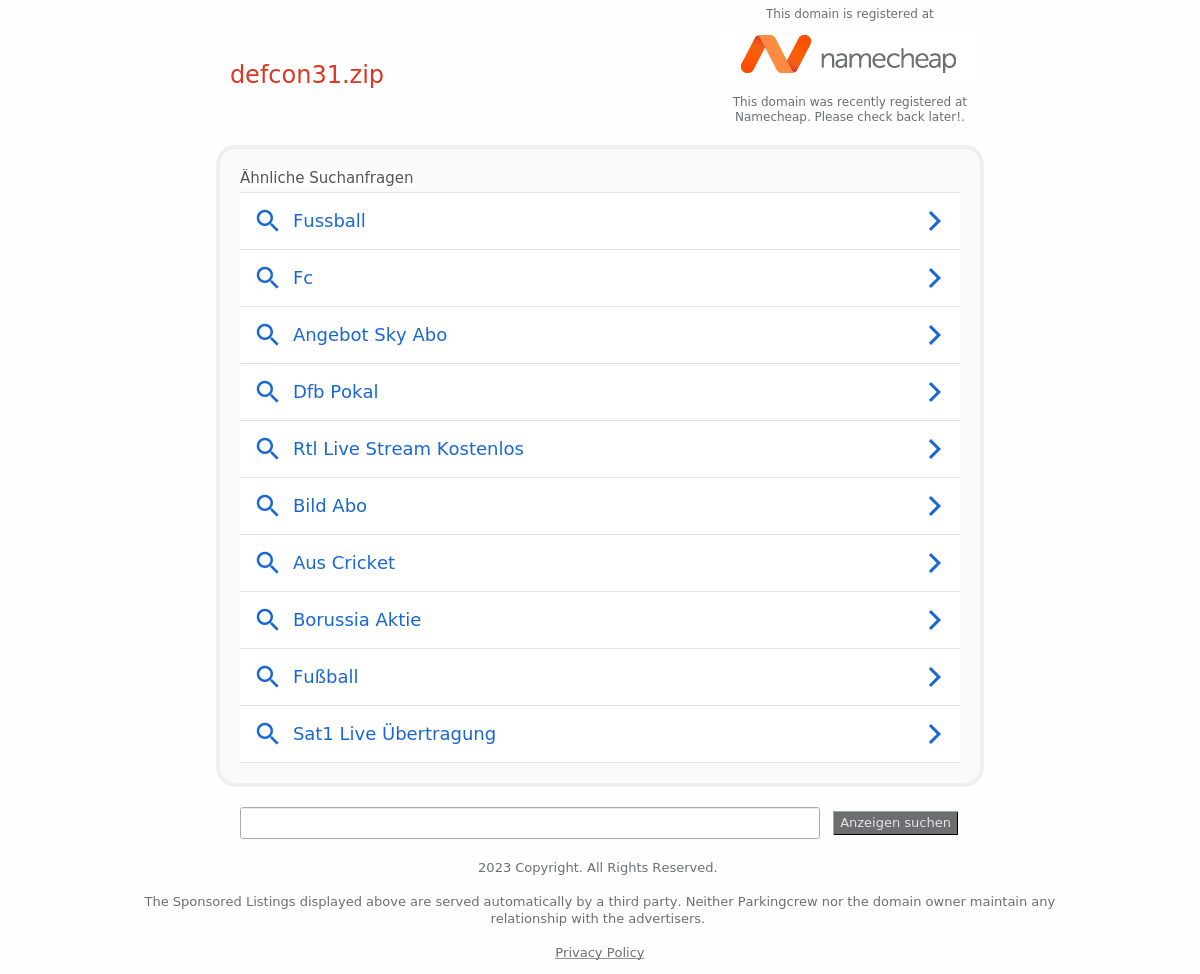 This domain is registered at
namecheap
defcon31.zip
This domain was recently registered at
Namecheap. Please check back later!.
Ähnliche Suchanfragen
Fussball
Fc
Angebot Sky Abo
Dfb Pokal
Rtl Live Stream Kostenlos
Bild Abo
Aus Cricket
Borussia Aktie
Fußball
Sat1 Live Übertragung
Anzeigen suchen
2023 Copyright. All Rights Reserved.
The Sponsored Listings displayed above are served automatically by a third party. Neither Parkingcrew nor the domain owner maintain any
relationship with the advertisers.
Privacy Policy